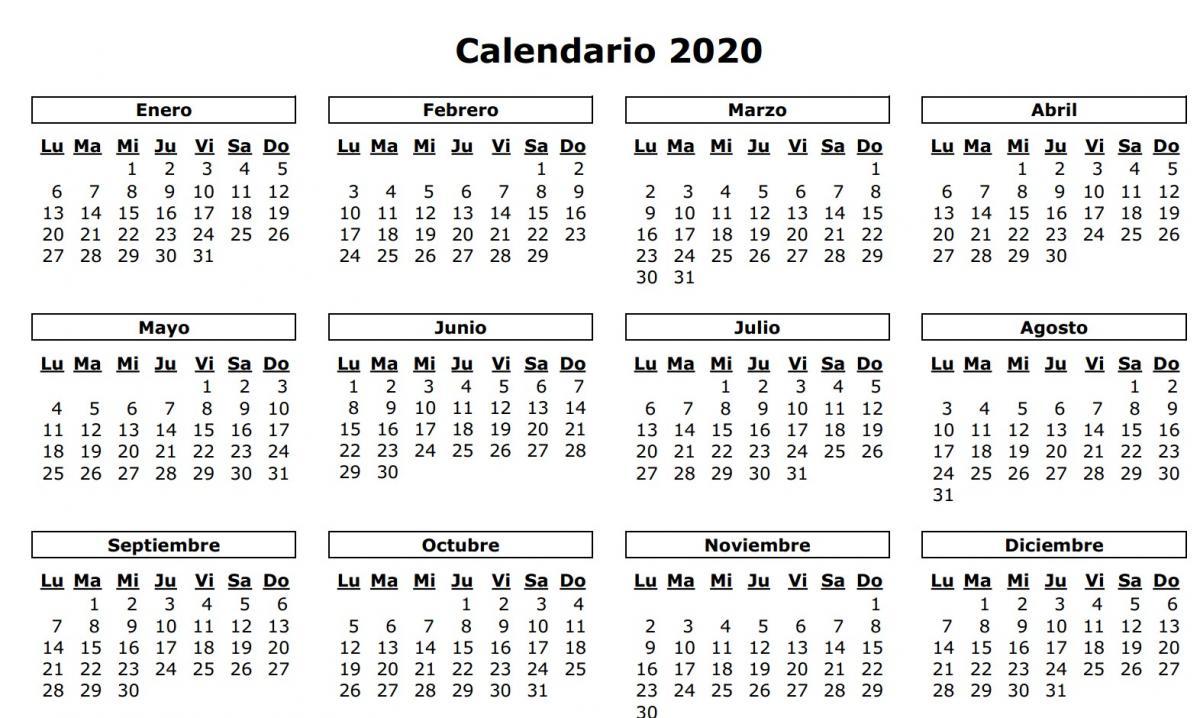 Calendario 2020
Enero
Lu Ma Mi Ju Vi Sa Do
1 2 3 4 5
6 7 8 9 10 11 12
13 14 15 16 17 18 19
20 21 22 23 24 25 26
27 28 29 30 31
Febrero
Lu Ma Mi Ju Vi Sa Do
1 2
3 4 5 6 7 8 9
10 11 12 13 14 15 16
17 18 19 20 21 22 23
24 25 26 27 28 29
Marzo
Lu Ma Mi Ju Vi Sa Do
1
2 3 4 5 6 7 8
9 10 11 12 13 14 15
16 17 18 19 20 21 22
23 24 25 26 27 28 29
30 31
Abril
Lu Ma Mi Ju Vi Sa Do
1 2 3 4 5
6 7 8 9 10 11 12
13 14 15 16 17 18 19
20 21 22 23 24 25 26
27 28 29 30
Mayo
Lu Ma Mi Ju Vi Sa Do
1 2 3
4 5 6 7 8 9 10
11 12 13 14 15 16 17
18 19 20 21 22 23 24
25 26 27 28 29 30 31
Junio
Lu Ma Mi Ju Vi Sa Do
1 2 3 4 5 6 7
8 9 10 11 12 13 14
15 16 17 18 19 20 21
22 23 24 25 26 27 28
29 30
Julio
Lu Ma Mi Ju Vi Sa Do
1 2 3 4 5
6 7 8 9 10 11 12
13 14 15 16 17 18 19
20 21 22 23 24 25 26
27 28 29 30 31
Agosto
Lu Ma Mi Ju Vi Sa Do
1 2
3 4 5 6 7 8 9
10 11 12 13 14 15 16
17 18 19 20 21 22 23
24 25 26 27 28 29 30
31
Septiembre
Lu Ma Mi Ju Vi Sa Do
1 2 3 4 5 6
7 8 9 10 11 12 13
14 15 16 17 18 19 20
21 22 23 24 25 26 27
28 29 30
Octubre
Lu Ma Mi Ju Vi Sa Do
1 2 3 4
5 6 7 8 9 10 11
12 13 14 15 16 17 18
19 20 21 22 23 24 25
26 27 28 29 30 31
Noviembre
Lu Ma Mi Ju Vi Sa Do
1
2 3 4 5 6 7 8
9 10 11 12 13 14 15
16 17 18 19 20 21 22
23 24 25 26 27 28 29
30
Diciembre
Lu Ma Mi Ju Vi Sa Do
1 2 3 4 5 6
7 8 9 10 11 12 13
14 15 16 17 18 19 20
21 22 23 24 25 26 27
28 29 30 31